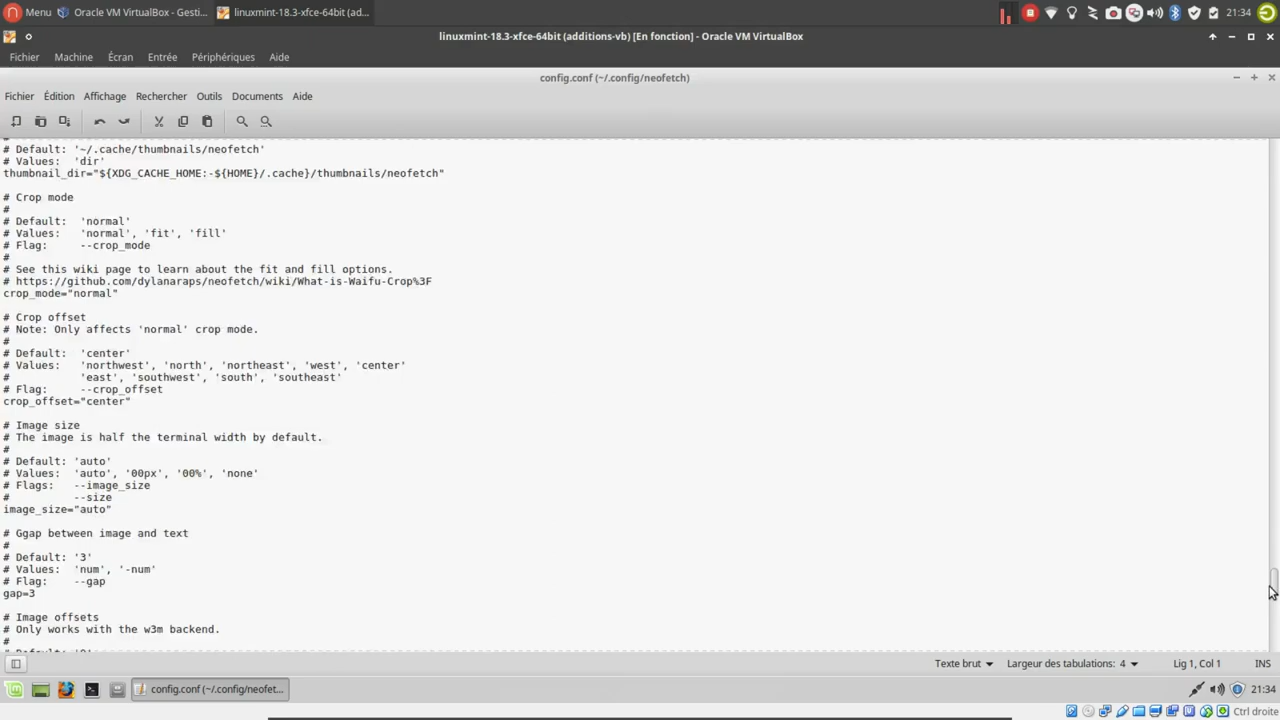 Menu Oracle VM VirtualBox - Gesti... linuxmint-18.3-xfce-64bit (ad... 21:34
linuxmint-18.3-xfce-64bit (additions-vb) [En fonction] - Oracle VM VirtualBox
Fichier Machine Écran Entrée Périphériques Aide
config.conf (~/.config/neofetch)
Fichier Édition Affichage Rechercher Outils Documents Aide
#
# Default: '~/.cache/thumbnails/neofetch'
# Values: 'dir'
thumbnail_dir="${XDG_CACHE_HOME:-${HOME}/.cache}/thumbnails/neofetch"
# Crop mode
#
# Default: 'normal'
# Values: 'normal', 'fit', 'fill'
# Flag: --crop_mode
#
# See this wiki page to learn about the fit and fill options.
# https://github.com/dylanaraps/neofetch/wiki/What-is-Waifu-Crop%3F
crop_mode="normal"
# Crop offset
# Note: Only affects 'normal' crop mode.
#
# Default: 'center'
# Values: 'northwest', 'north', 'northeast', 'west', 'center'
# 'east', 'southwest', 'south', 'southeast'
# Flag: --crop_offset
crop_offset="center"
# Image size
# The image is half the terminal width by default.
#
# Default: 'auto'
# Values: 'auto', '00px', '00%', 'none'
# Flags: --image_size
# --size
image_size="auto"
# Ggap between image and text
#
# Default: '3'
# Values: 'num', '-num'
# Flag: --gap
gap=3
# Image offsets
# Only works with the w3m backend.
#
Texte brut Largeur des tabulations: 4 Lig 1, Col 1 INS
config.conf (~/.config/neofet... 21:34
Ctrl droite